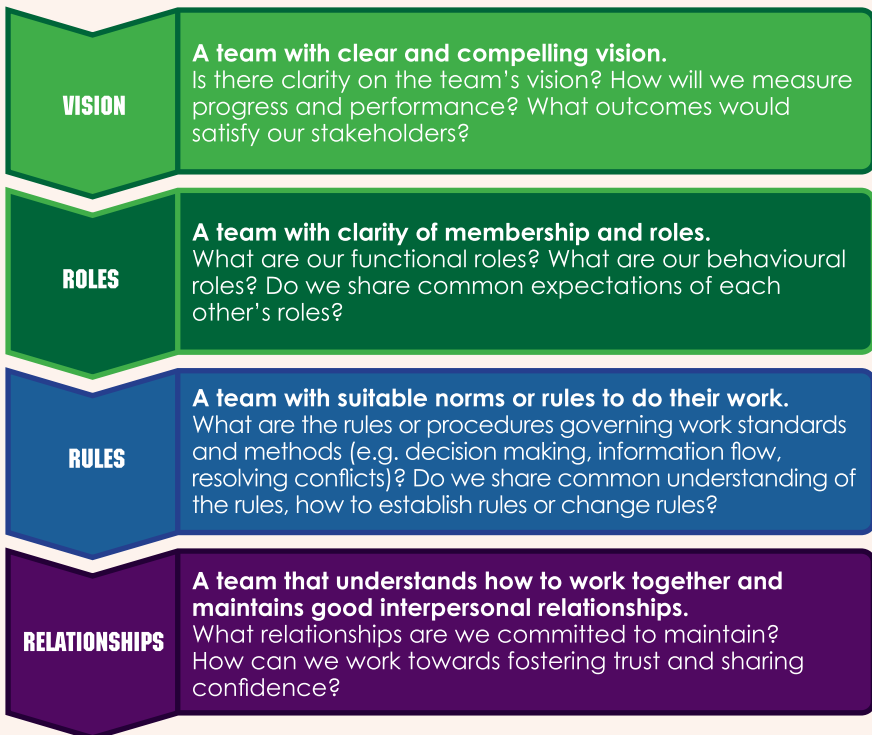 VISION
A team with clear and compelling vision.
Is there clarity on the team’s vision? How will we measure
progress and performance? What outcomes would
satisfy our stakeholders?
ROLES
A team with clarity of membership and roles.
What are our functional roles? What are our behavioural
roles? Do we share common expectations of each
other’s roles?
RULES
A team with suitable norms or rules to do their work.
What are the rules or procedures governing work standards
and methods (e.g. decision making, information flow,
resolving conflicts)? Do we share common understanding of
the rules, how to establish rules or change rules?
RELATIONSHIPS
A team that understands how to work together and
maintains good interpersonal relationships.
What relationships are we committed to maintain?
How can we work towards fostering trust and sharing
confidence?